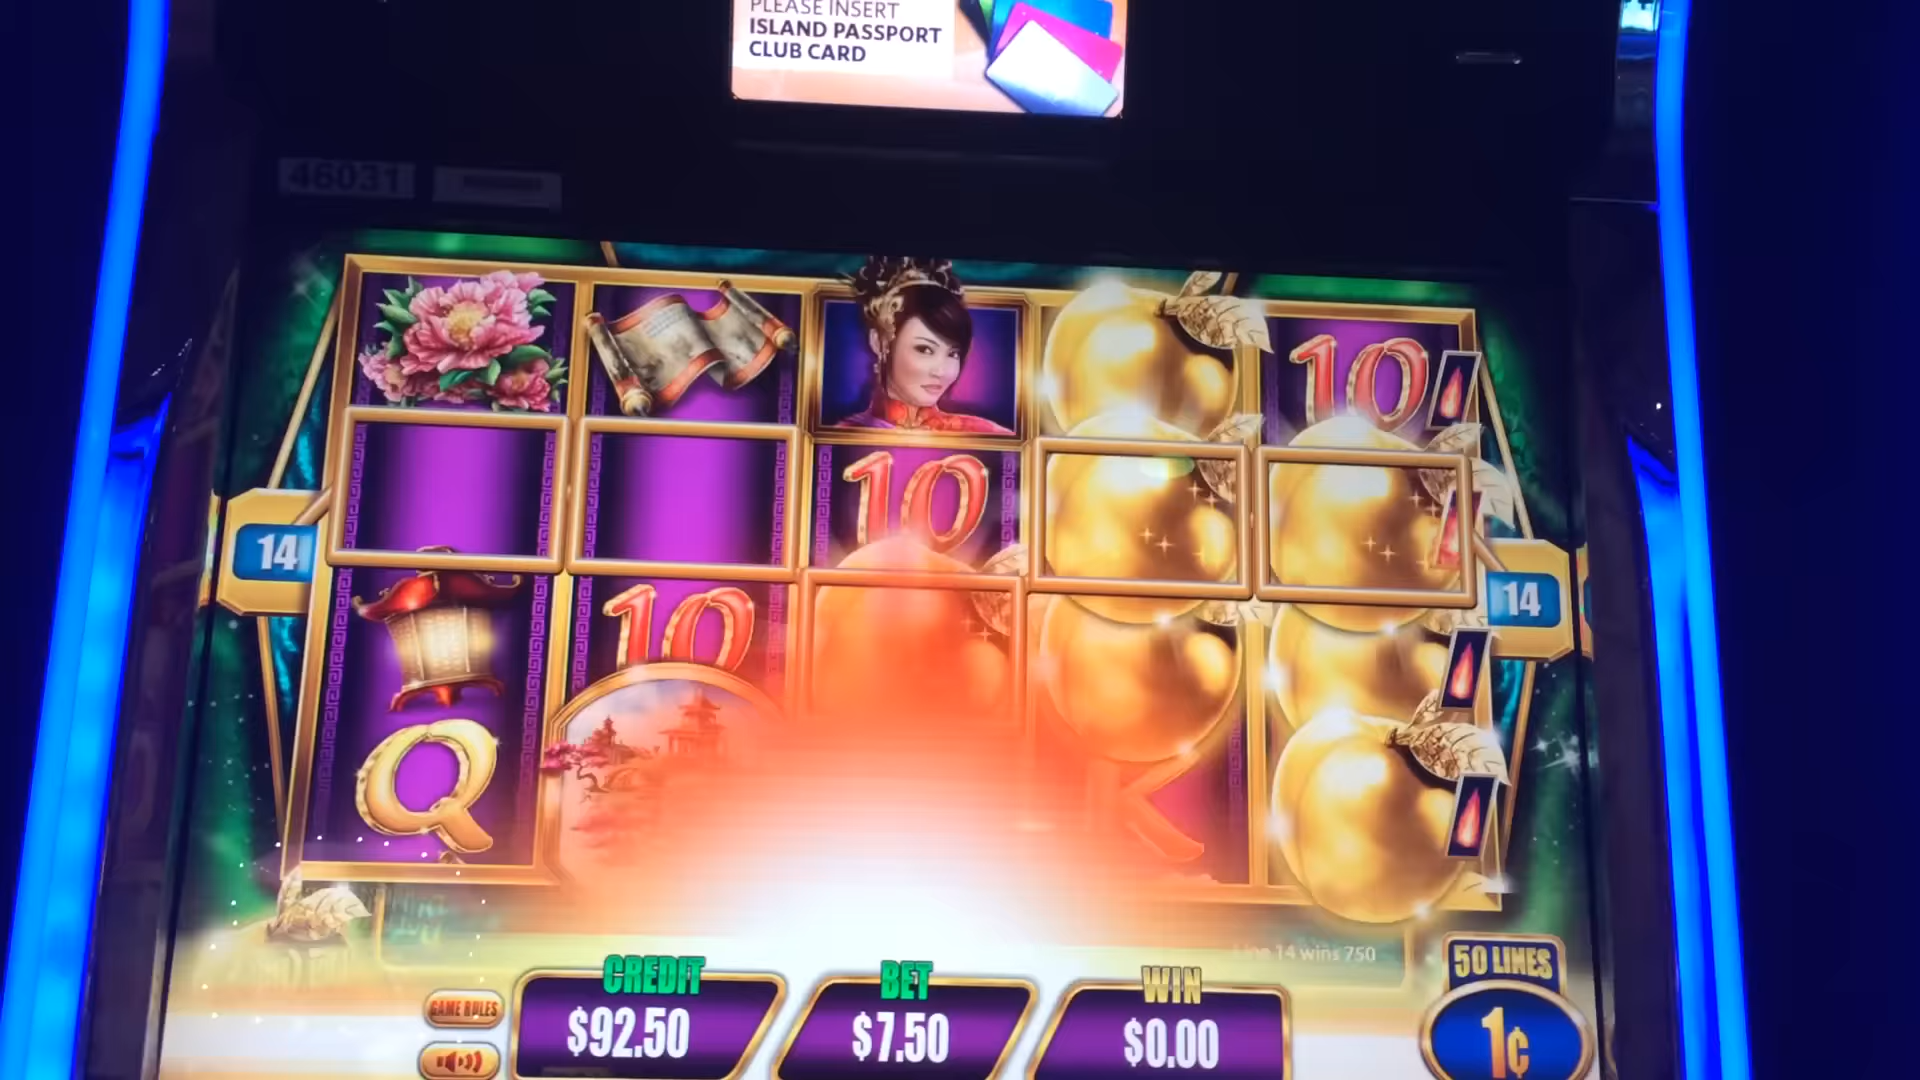 PLEASE INSERT
ISLAND PASSPORT
CLUB CARD
46031
10
10
14
14
10
Q
K
Line 14 wins 750
50 LINES
CREDIT
BET
WIN
GAME RULES
$92.50
$7.50
$0.00
1¢